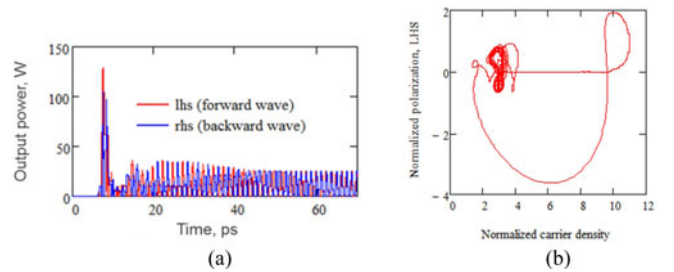 150
100
50
0
Output power, W
lhs (forward wave)
rhs (backward wave)
0 20 40 60
Time, ps
(a)
2
0
− 2
− 4
Normalized polarization, LHS
0 2 4 6 8 10 12
Normalized carrier density
(b)